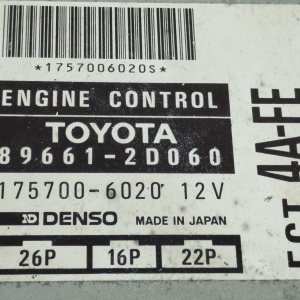 *1757006020S*
ENGINE CONTROL
TOYOTA
89661-2D060
175700-6020 12V
DENSO MADE IN JAPAN
26P 16P 22P
4A-FE